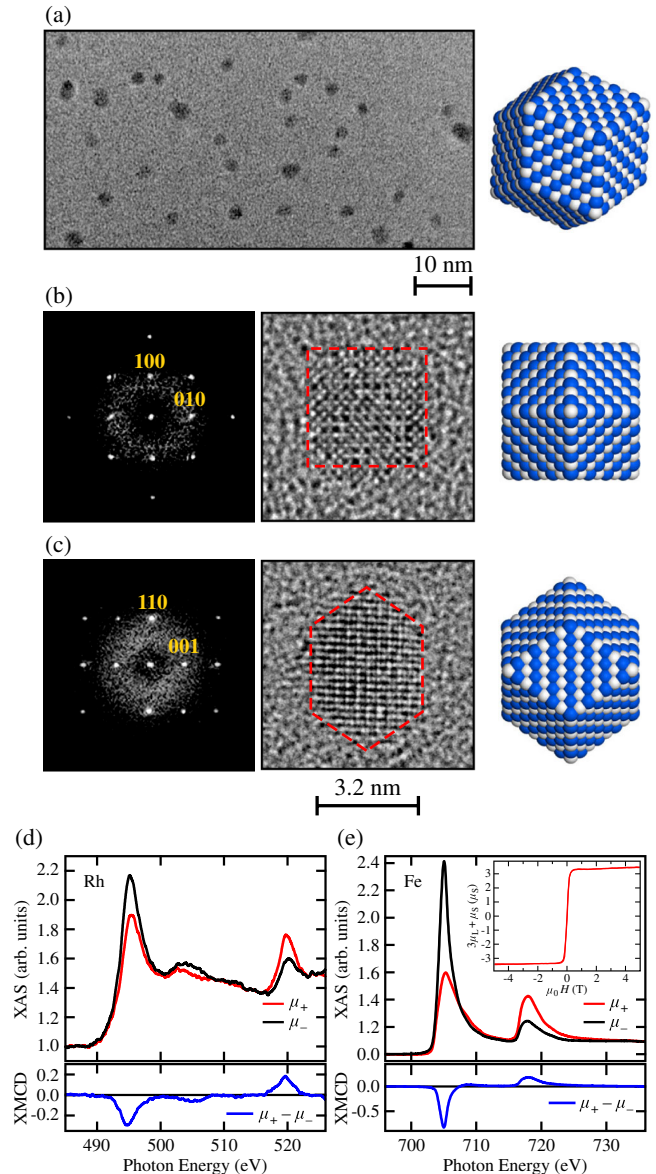 (a)
10 nm
(b)
100
010
(c)
110
001
3.2 nm
(d)
2.2
2.0
1.8
1.6
1.4
1.2
1.0
XAS (arb. units)
Rh
μ+
μ−
0.2
0.0
-0.2
XMCD
μ+ − μ−
490 500 510 520
Photon Energy (eV)
(e)
2.4
2.0
1.6
1.2
0.8
0.4
0.0
XAS (arb. units)
Fe
3μL + μS (μS)
3
2
1
0
-1
-2
-3
-4 -2 0 2 4
μ0 H (T)
μ+
μ−
0.0
-0.5
XMCD
μ+ − μ−
700 710 720 730
Photon Energy (eV)